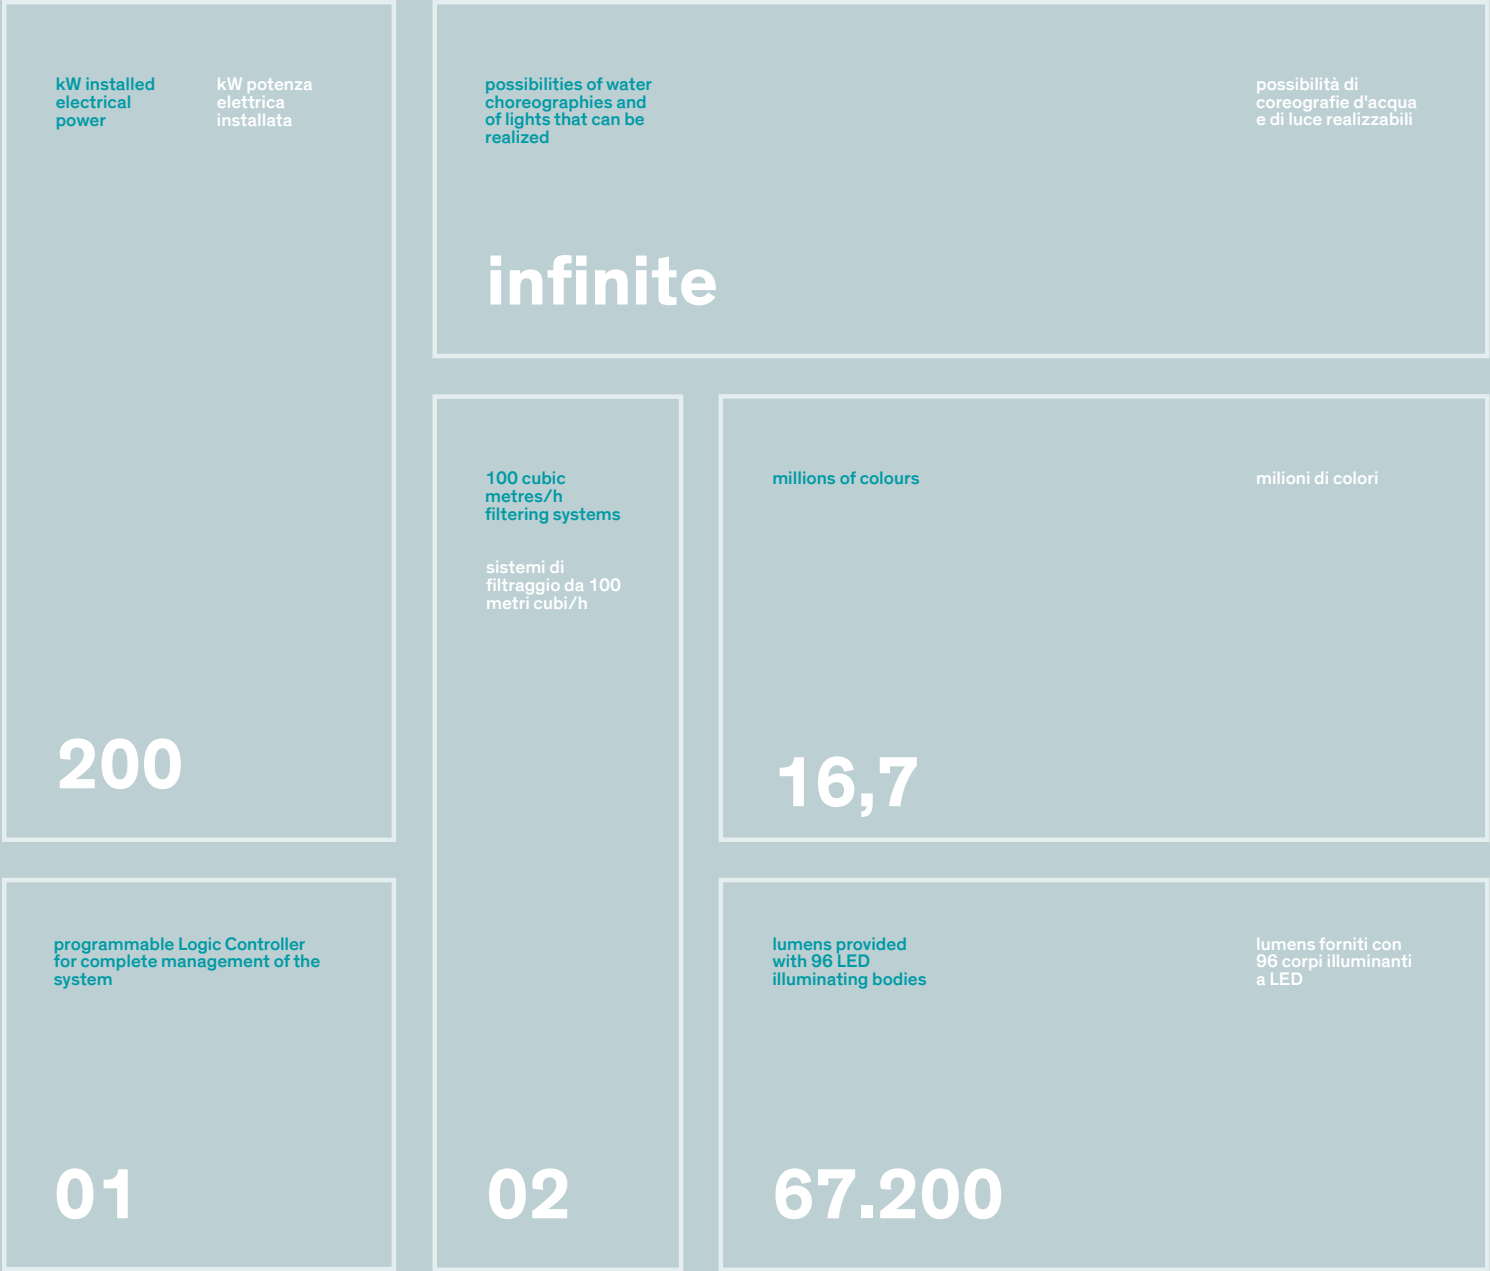 kW installed
electrical
power
kW potenza
elettrica
installata
200
possibilities of water
choreographies and
of lights that can be
realized
possibilità di
coreografie d'acqua
e di luce realizzabili
infinite
100 cubic
metres/h
filtering systems
sistemi di
filtraggio da 100
metri cubi/h
02
millions of colours
milioni di colori
16,7
programmable Logic Controller
for complete management of the
system
01
lumens provided
with 96 LED
illuminating bodies
lumens forniti con
96 corpi illuminanti
a LED
67.200